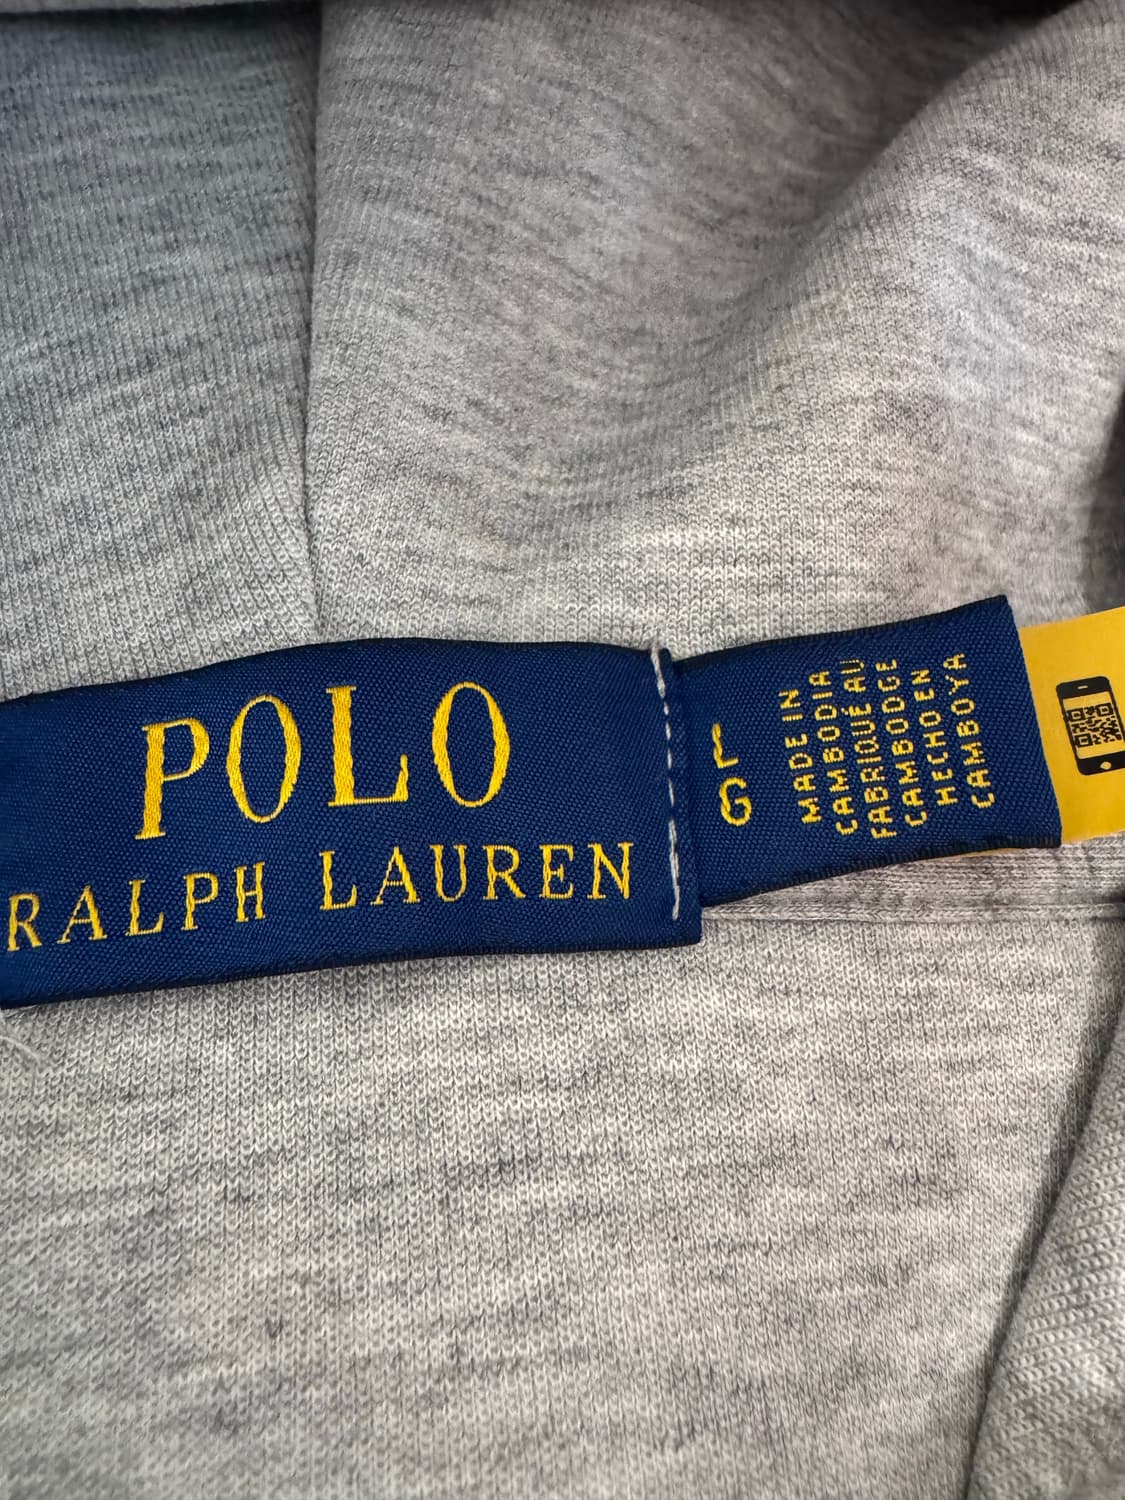 POLO
RALPH LAUREN
L
G
MADE IN
CAMBODIA
FABRIQUÉ AU
CAMBODGE
HECHO EN
CAMBOYA